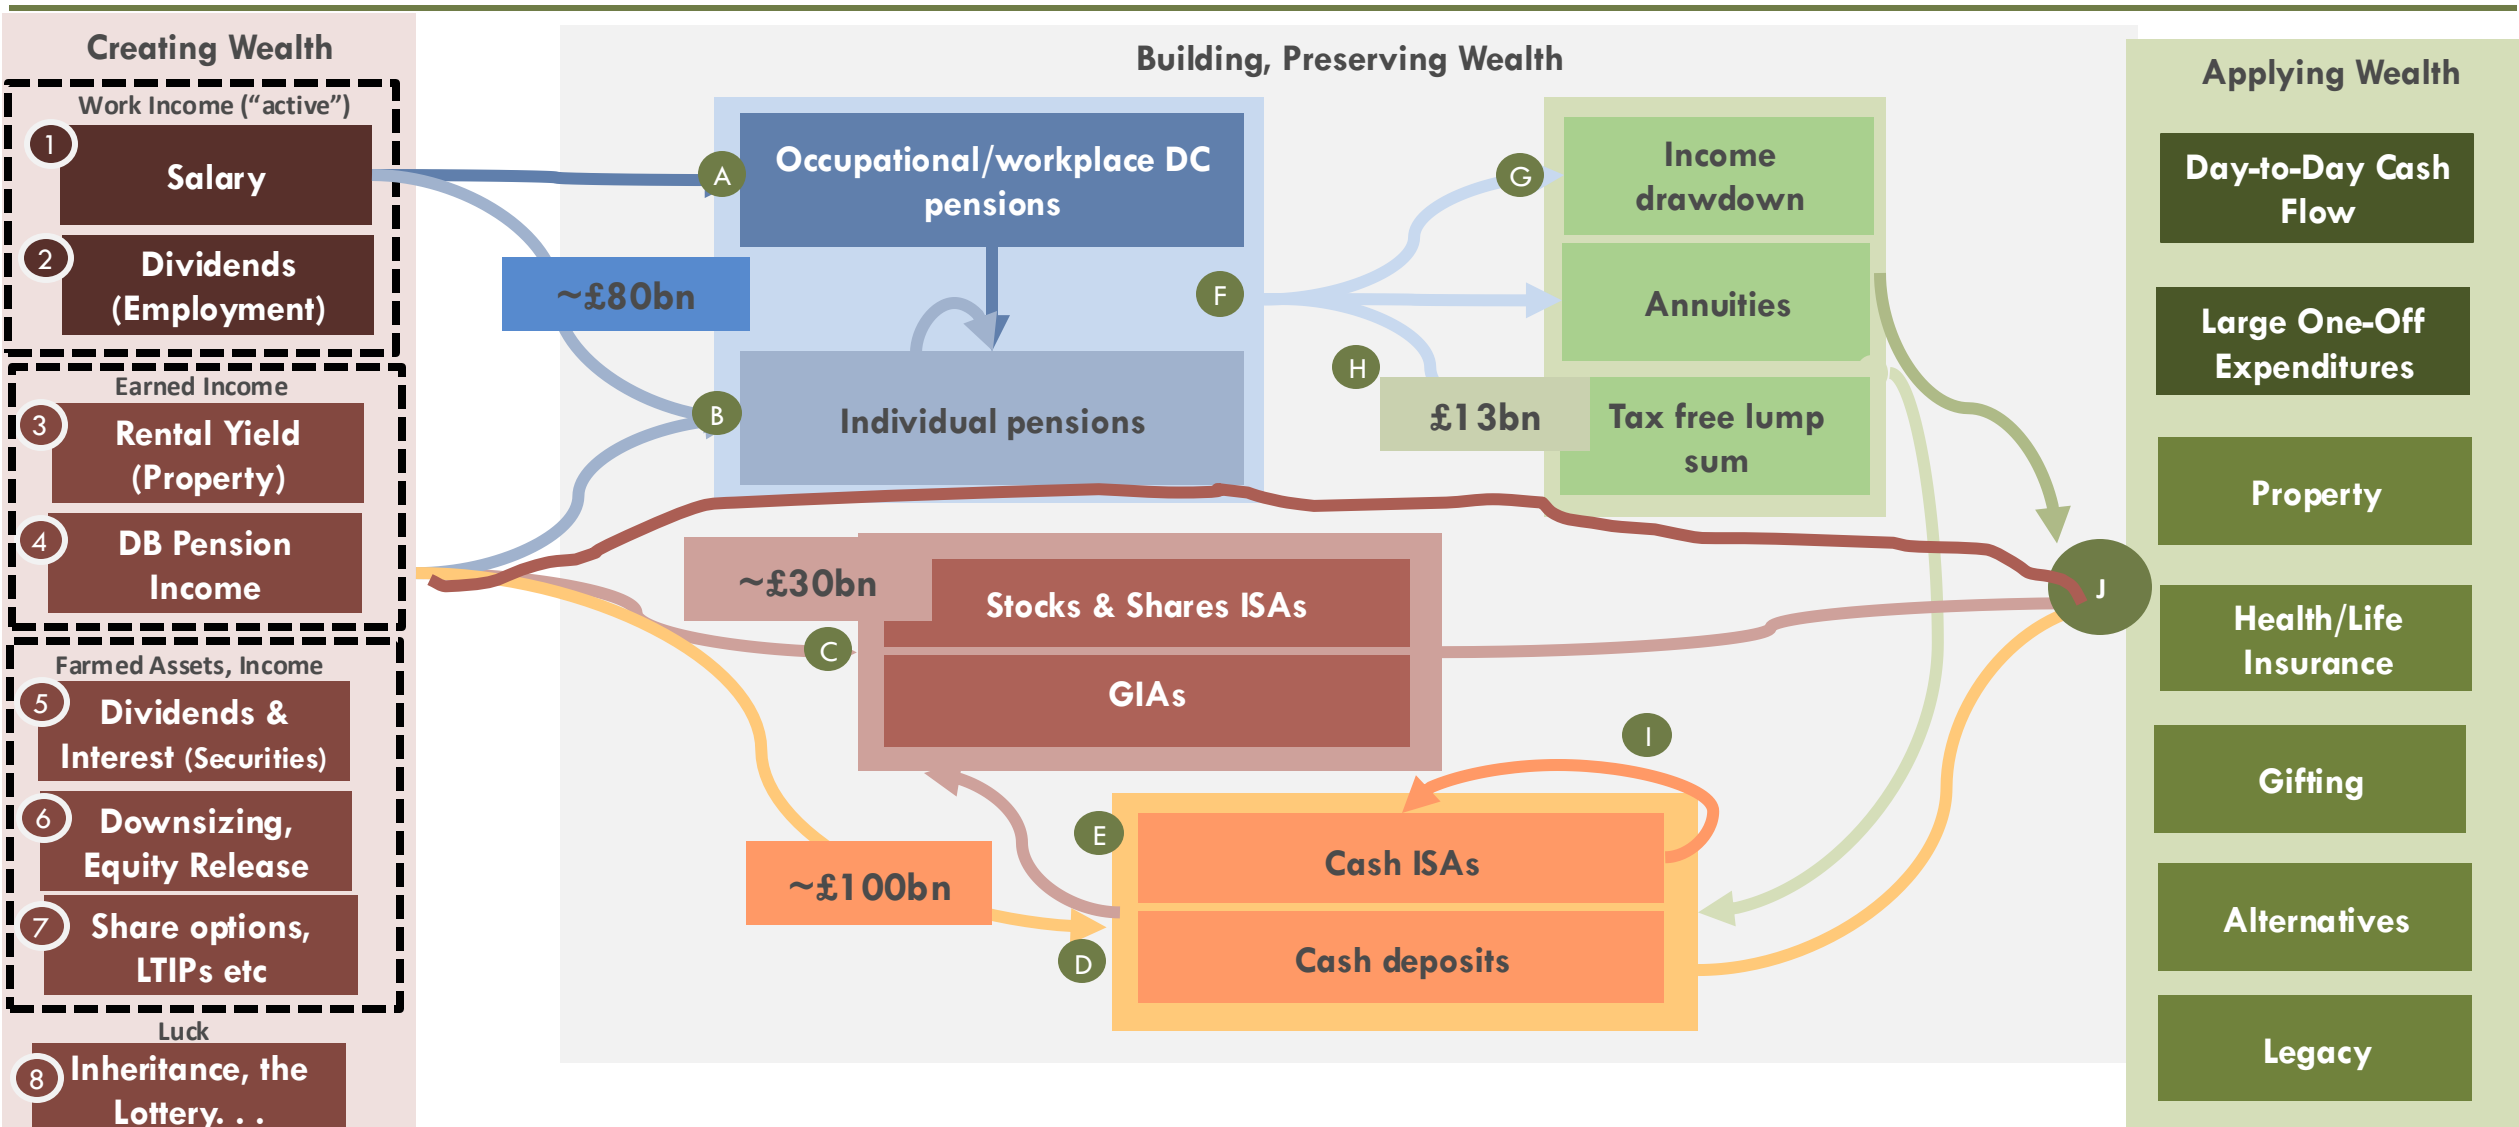 Creating Wealth
Work Income (“active”)
1
Salary
2
Dividends
(Employment)
Earned Income
3
Rental Yield
(Property)
4
DB Pension
Income
Farmed Assets, Income
5
Dividends &
Interest (Securities)
6
Downsizing,
Equity Release
7
Share options,
LTIPs etc
Luck
8
Inheritance, the
Lottery. . .
Building, Preserving Wealth
A
Occupational/workplace DC
pensions
~£80bn
B
Individual pensions
F
G
Income
drawdown
Annuities
H
£13bn
Tax free lump
sum
~£30bn
C
Stocks & Shares ISAs
GIAs
I
E
Cash ISAs
~£100bn
D
Cash deposits
J
Applying Wealth
Day-to-Day Cash
Flow
Large One-Off
Expenditures
Property
Health/Life
Insurance
Gifting
Alternatives
Legacy